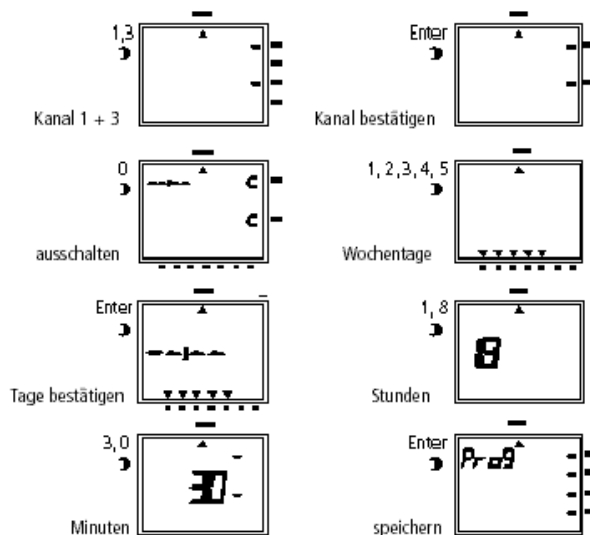 1,3
Kanal 1 + 3
Enter
Kanal bestätigen
0
ausschalten
1, 2,3, 4, 5
Wochentage
Enter
Tage bestätigen
1, 8
8
Stunden
3, 0
30
Minuten
Enter
Prog
speichern